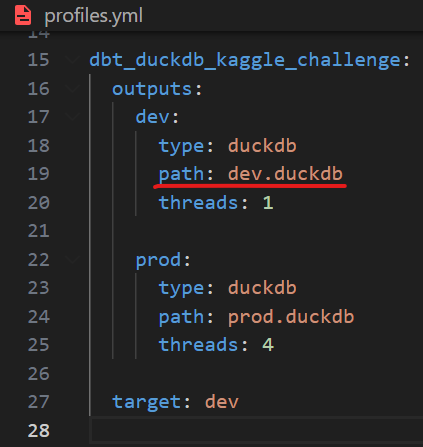 profiles.yml
14
15 dbt_duckdb_kaggle_challenge:
16   outputs:
17     dev:
18       type: duckdb
19       path: dev.duckdb
20       threads: 1
21
22     prod:
23       type: duckdb
24       path: prod.duckdb
25       threads: 4
26
27   target: dev
28